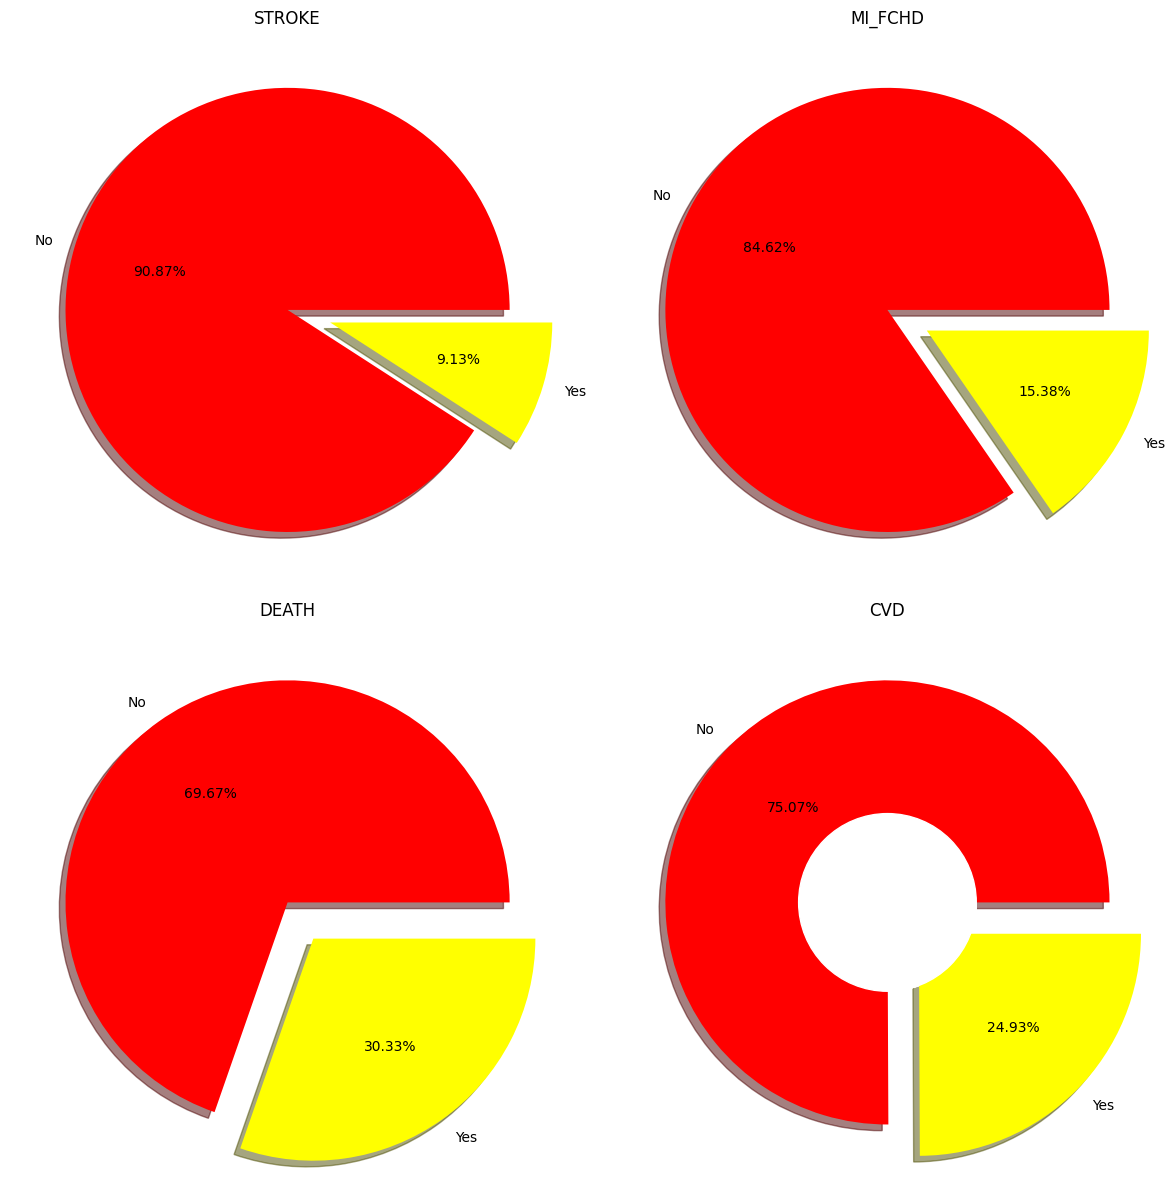 STROKE
No
90.87%
9.13%
Yes
MI_FCHD
No
84.62%
15.38%
Yes
DEATH
No
69.67%
30.33%
Yes
CVD
No
75.07%
24.93%
Yes